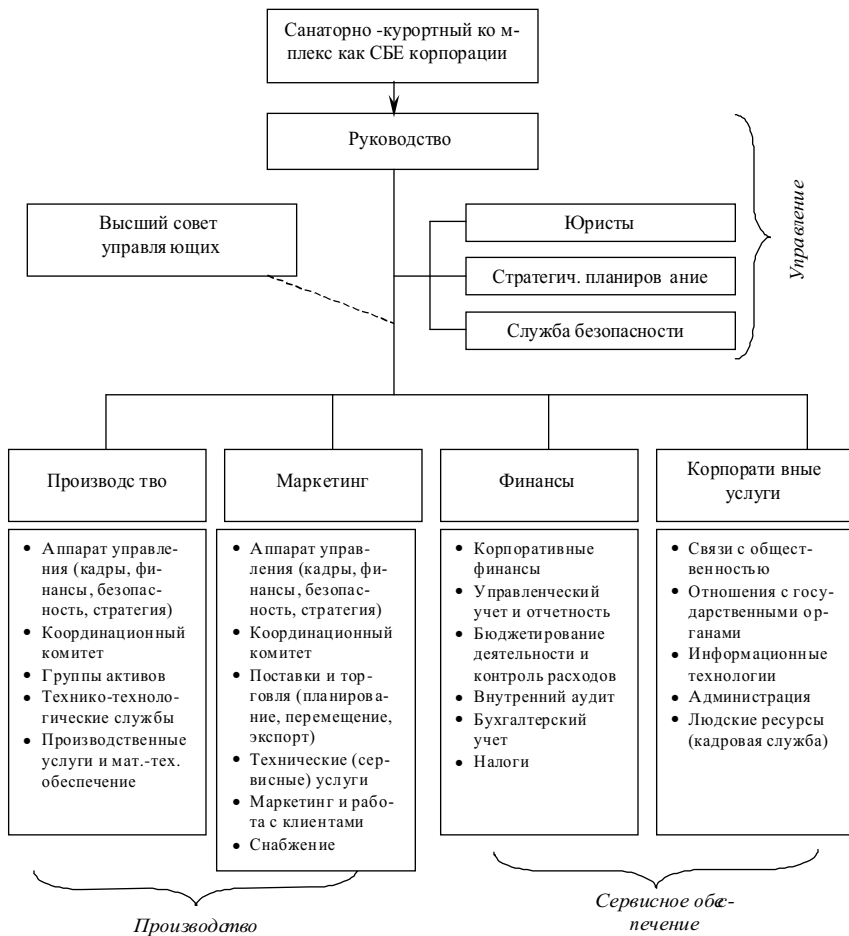 Санаторно -курортный ко м-
плекс как СБЕ корпорации
Руководство
Высший совет
управля ющих
Юристы
Стратегич. планиров ание
Служба безопасности
Управление
Производс тво
Маркетинг
Финансы
Корпорати вные
услуги
• Аппарат управле-
ния (кадры, фи-
нансы, безопас-
ность, стратегия)
• Координационный
комитет
• Группы активов
• Технико-техноло-
гические службы
• Производственные
услуги и мат.-тех.
обеспечение
• Аппарат управ-
ления (кадры, фи-
нансы, безопас-
ность, стратегия)
• Координационный
комитет
• Поставки и тор-
говля (планирова-
ние, перемещение,
экспорт)
• Технические (сер-
висные) услуги
• Маркетинг и рабо-
та с клиентами
• Снабжение
• Корпоративные
финансы
• Управленческий
учет и отчетность
• Бюджетирование
деятельности и
контроль расходов
• Внутренний аудит
• Бухгалтерский
учет
• Налоги
• Связи с общест-
венностью
• Отношения с госу-
дарственными ор-
ганами
• Информационные
технологии
• Администрация
• Людские ресурсы
(кадровая служба)
Производство
Сервисное обес-
печение